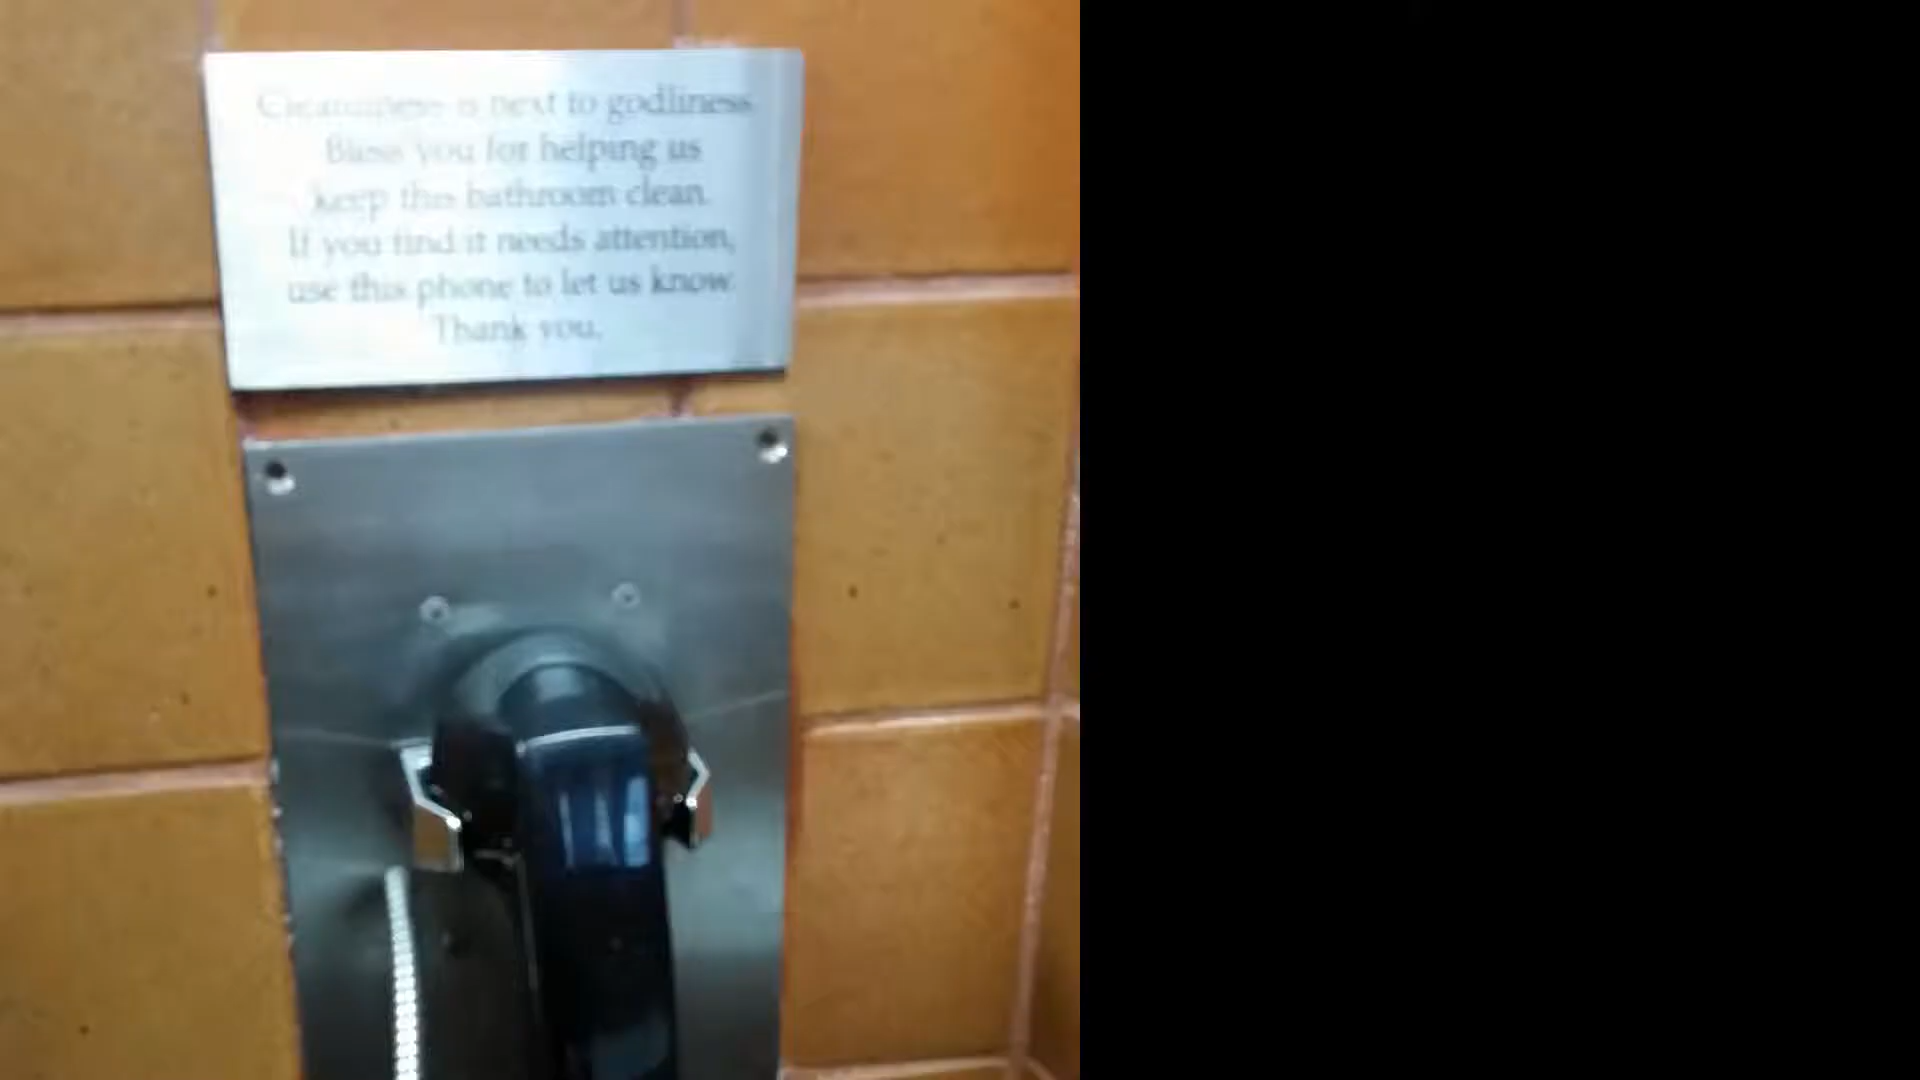 Cleanliness is next to godliness.
Bless you for helping us
keep this bathroom clean.
If you find it needs attention,
use this phone to let us know.
Thank you.